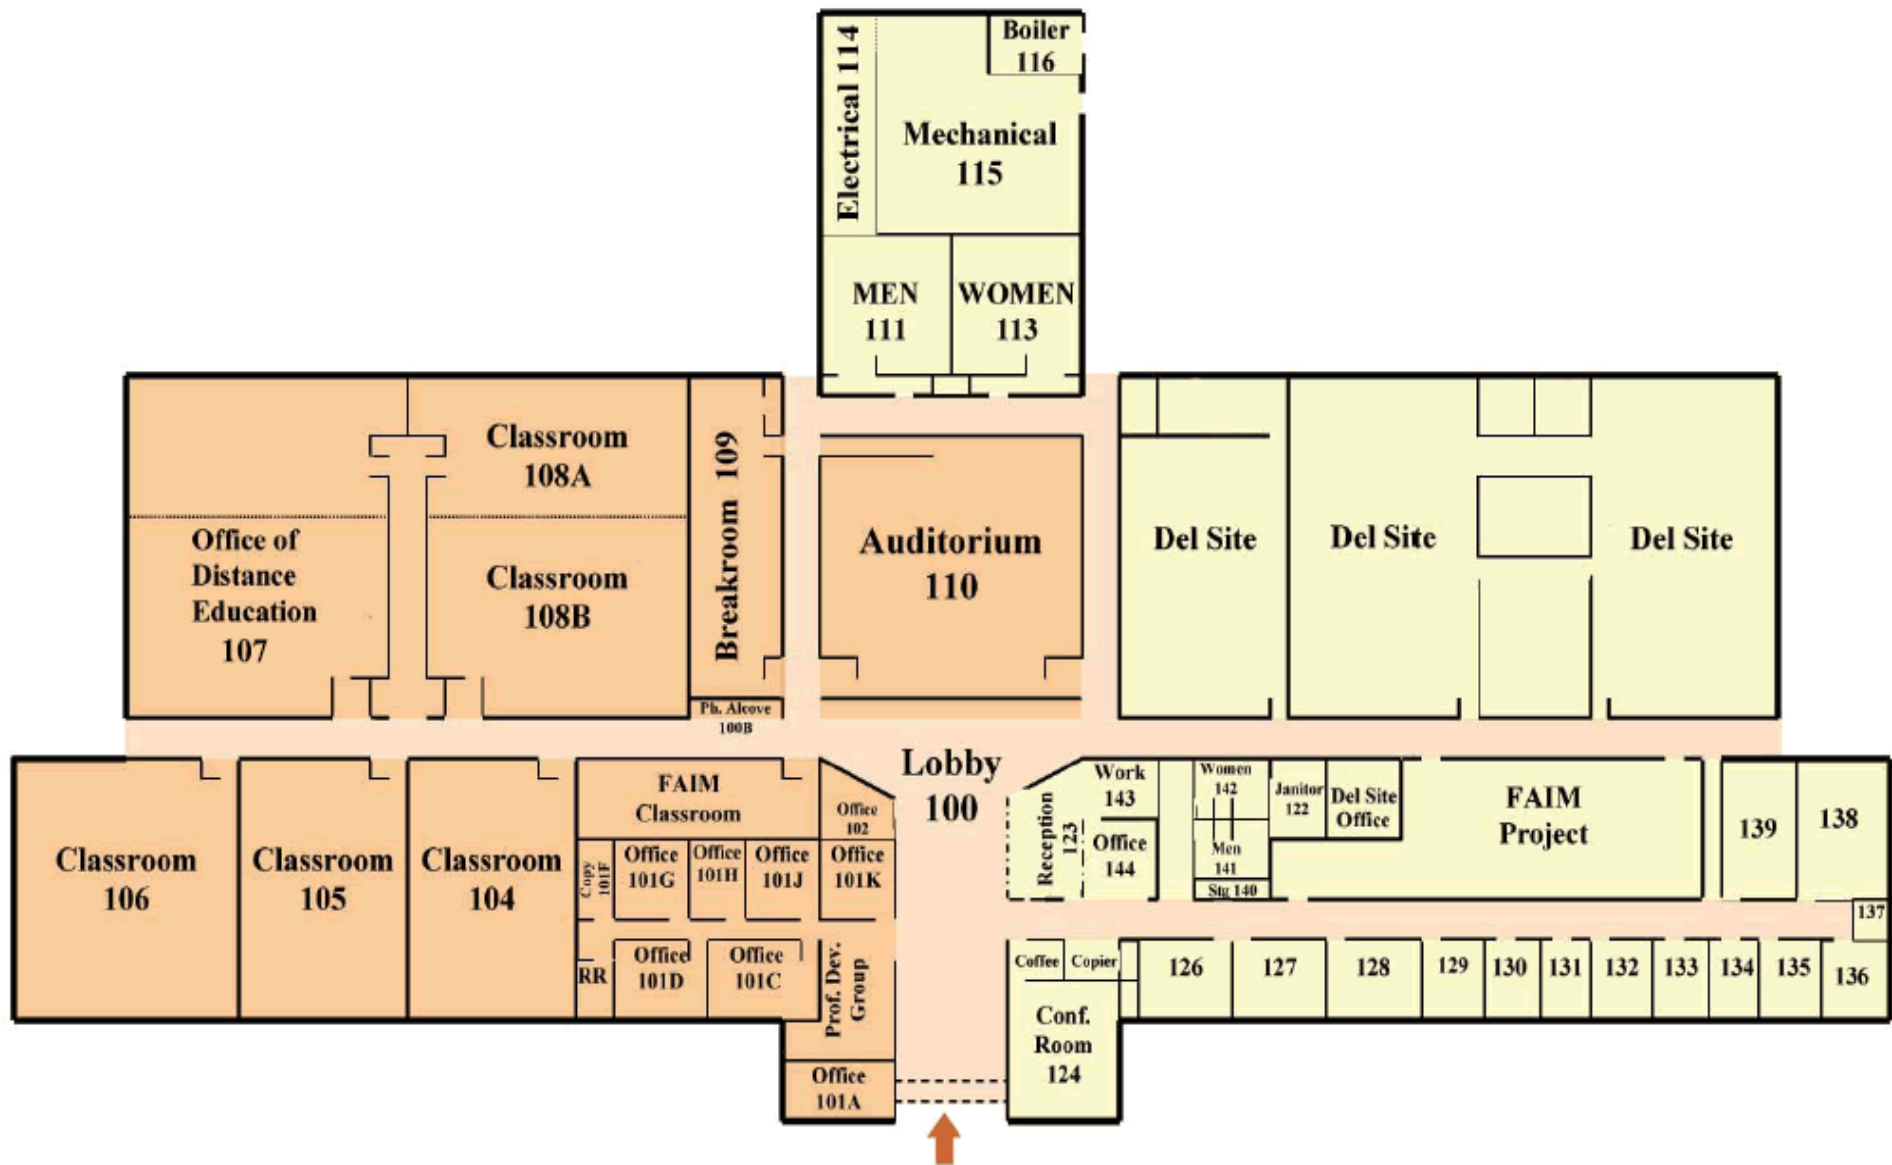 Electrical 114
Boiler
116
Mechanical
115
MEN
111
WOMEN
113
Classroom
108A
Office of
Distance
Education
107
Classroom
108B
Breakroom 109
Ph. Alcove
100B
Auditorium
110
Del Site
Del Site
Del Site
Lobby
100
Classroom
106
Classroom
105
Classroom
104
FAIM
Classroom
Office
102
Copy
101F
Office
101G
Office
101H
Office
101J
Office
101K
RR
Office
101D
Office
101C
Prof. Dev.
Group
Office
101A
Reception
123
Work
143
Office
144
Women
142
Men
141
Stg 140
Janitor
122
Del Site
Office
FAIM
Project
139
138
137
Coffee
Copier
Conf.
Room
124
126
127
128
129
130
131
132
133
134
135
136